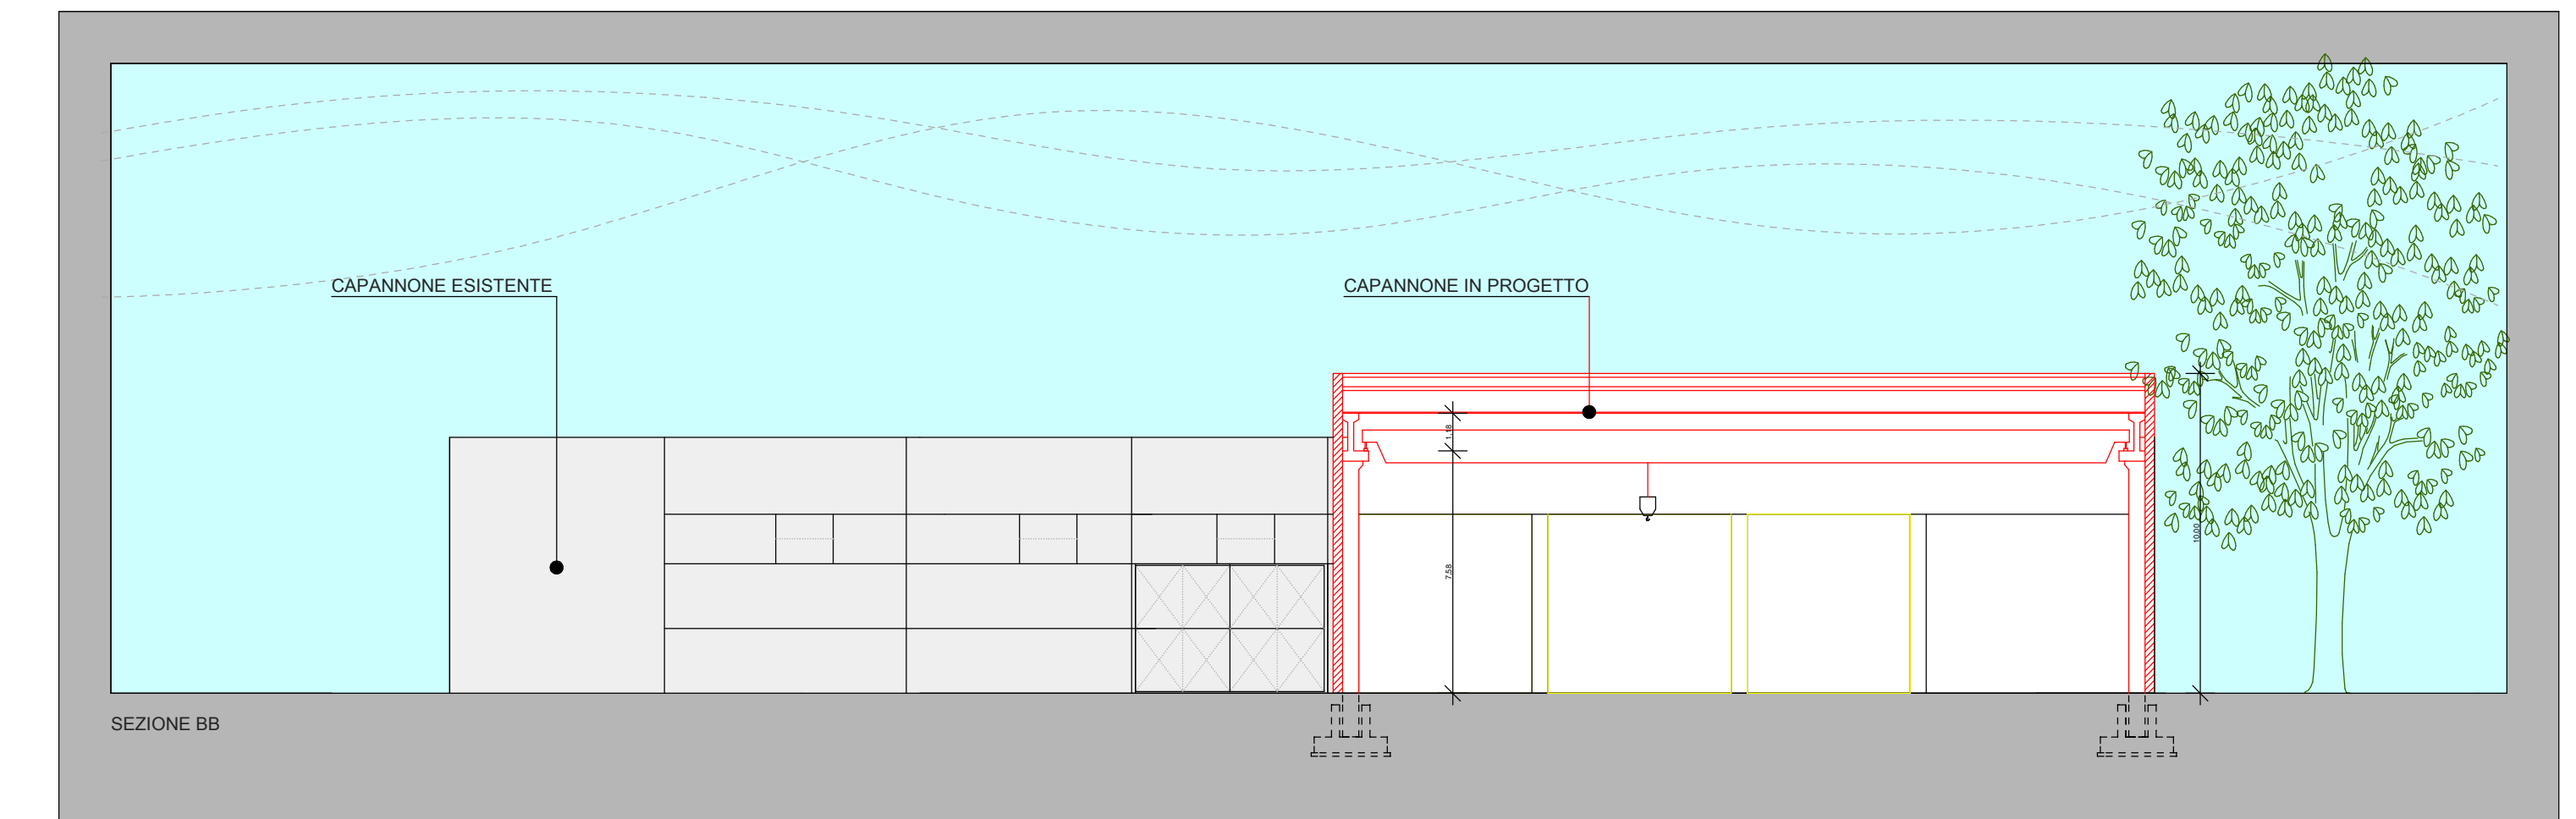 CAPANNONE ESISTENTE
CAPANNONE IN PROGETTO
1,18
7,58
10,00
SEZIONE BB